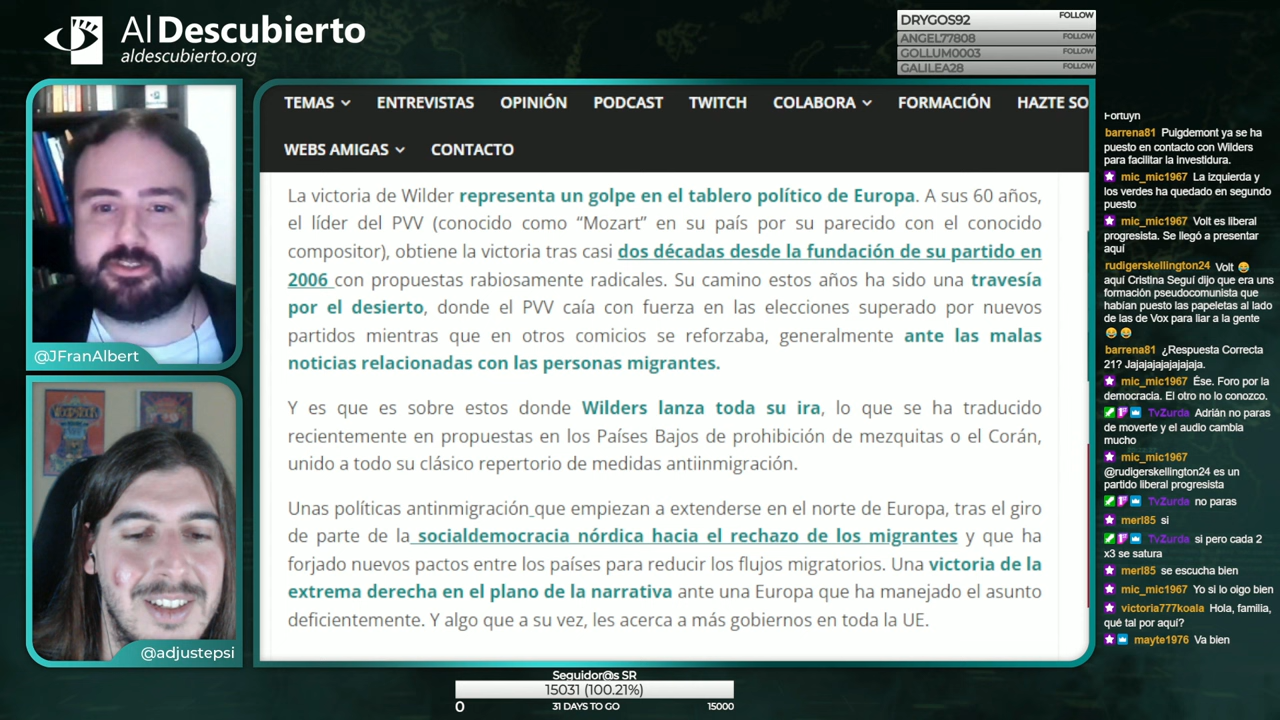 Al Descubierto
aldescubierto.org
DRYGOS92 FOLLOW
ANGEL77808 FOLLOW
GOLLUM0003 FOLLOW
GALILEA28 FOLLOW
TEMAS ENTREVISTAS OPINIÓN PODCAST TWITCH COLABORA FORMACIÓN HAZTE SO
WEBS AMIGAS CONTACTO
La victoria de Wilder representa un golpe en el tablero político de Europa. A sus 60 años,
el líder del PVV (conocido como “Mozart” en su país por su parecido con el conocido
compositor), obtiene la victoria tras casi dos décadas desde la fundación de su partido en
2006 con propuestas rabiosamente radicales. Su camino estos años ha sido una travesía
por el desierto, donde el PVV caía con fuerza en las elecciones superado por nuevos
partidos mientras que en otros comicios se reforzaba, generalmente ante las malas
noticias relacionadas con las personas migrantes.
Y es que es sobre estos donde Wilders lanza toda su ira, lo que se ha traducido
recientemente en propuestas en los Países Bajos de prohibición de mezquitas o el Corán,
unido a todo su clásico repertorio de medidas antiinmigración.
Unas políticas antinmigración que empiezan a extenderse en el norte de Europa, tras el giro
de parte de la socialdemocracia nórdica hacia el rechazo de los migrantes y que ha
forjado nuevos pactos entre los países para reducir los flujos migratorios. Una victoria de la
extrema derecha en el plano de la narrativa ante una Europa que ha manejado el asunto
deficientemente. Y algo que a su vez, les acerca a más gobiernos en toda la UE.
@JFranAlbert
@adjustepsi
Fortuyn
barrena81 Puigdemont ya se ha
puesto en contacto con Wilders
para facilitar la investidura.
mic_mic1967 La izquierda y
los verdes ha quedado en segundo
puesto
mic_mic1967 Volt es liberal
progresista. Se llegó a presentar
aquí
rudigerskellington24 Volt 😂
aquí Cristina Seguí dijo que era una
formación pseudocomunista que
habían puesto las papeletas al lado
de las de Vox para liar a la gente
😂 😂
barrena81 ¿Respuesta Correcta
21? Jajajajajajajaja.
mic_mic1967 Ése. Foro por la
democracia. El otro no lo conozco.
TvZurda Adrián no paras
de moverte y el audio cambia
mucho
mic_mic1967
@rudigerskellington24 es un
partido liberal progresista
TvZurda no paras
merl85 si
TvZurda si pero cada 2
x3 se satura
merl85 se escucha bien
mic_mic1967 Yo si lo oigo bien
victoria777koala Hola, familia,
qué tal por aquí?
mayte1976 Va bien
Seguidor@s SR
15031 (100.21%)
0 31 DAYS TO GO 15000